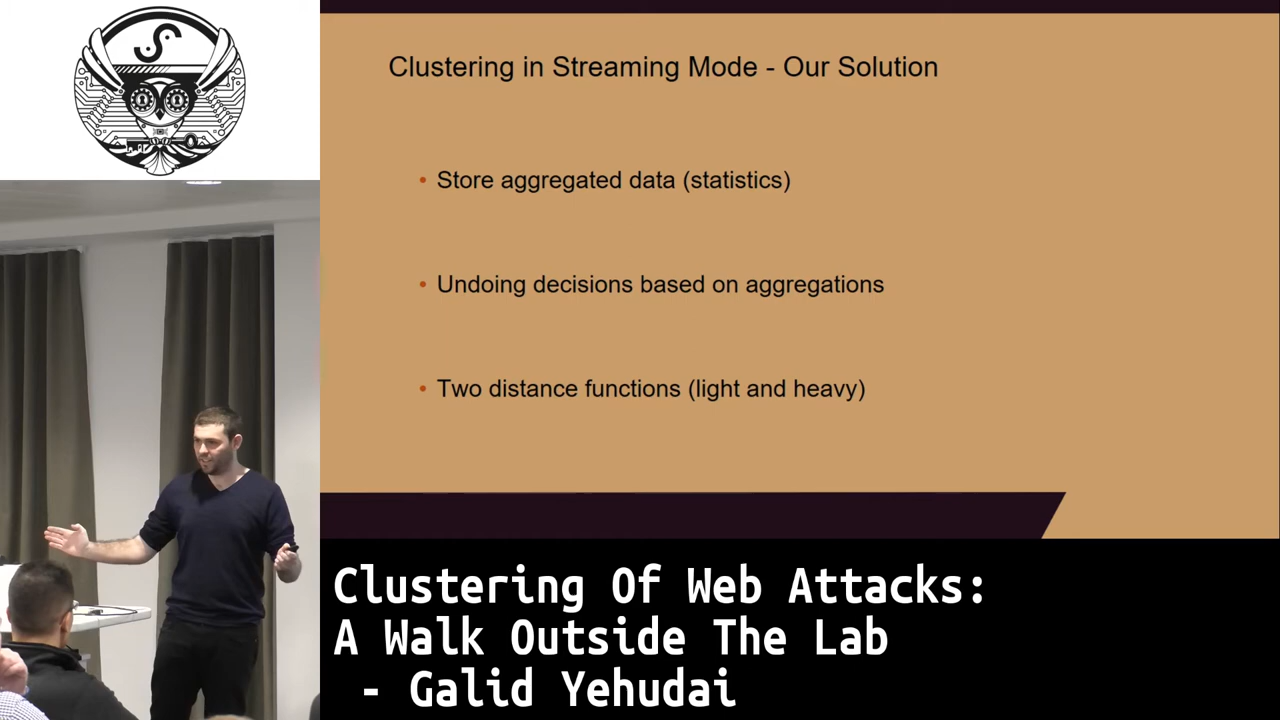 Clustering in Streaming Mode - Our Solution
• Store aggregated data (statistics)
• Undoing decisions based on aggregations
• Two distance functions (light and heavy)
Clustering Of Web Attacks:
A Walk Outside The Lab
- Galid Yehudai